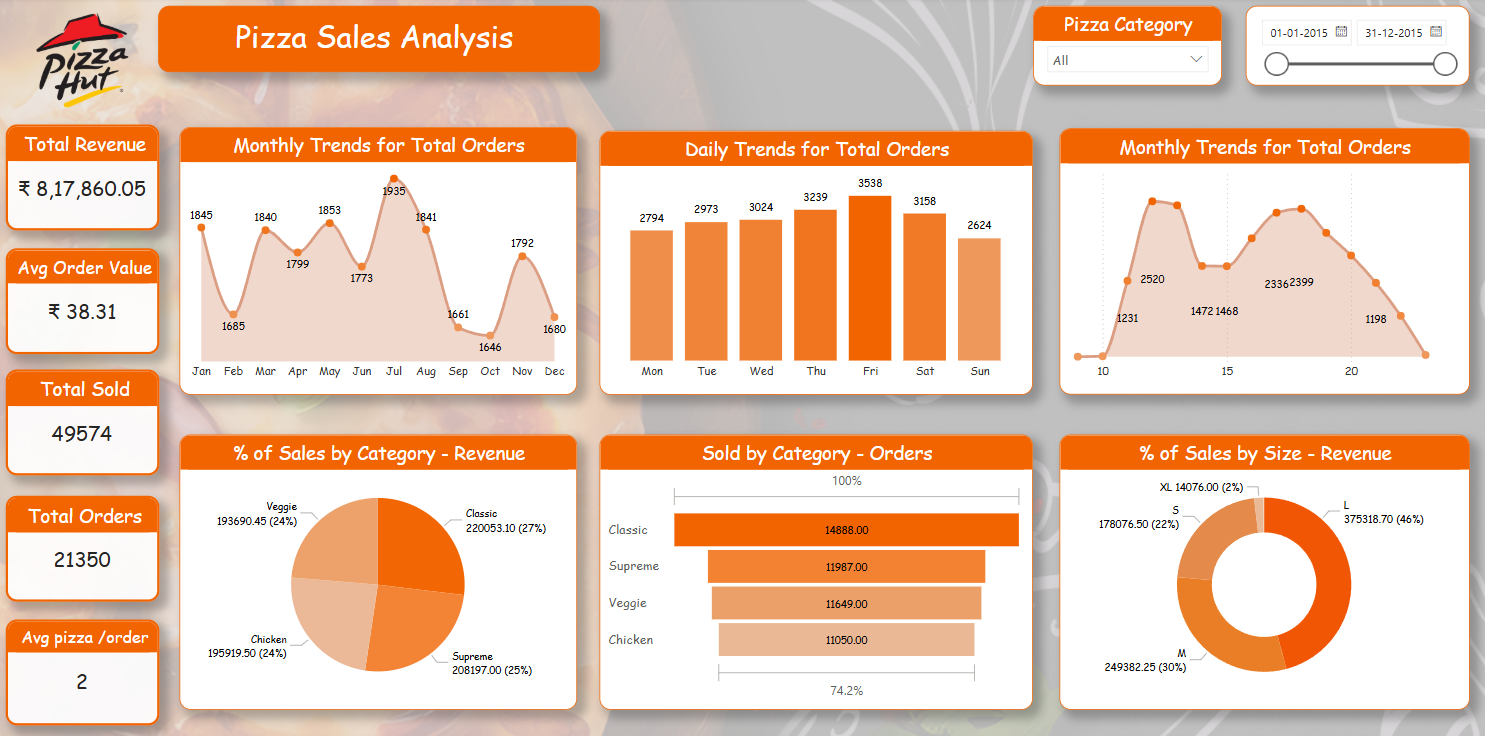 Pizza Hut
Pizza Sales Analysis
Pizza Category
All
01-01-2015 31-12-2015
Total Revenue
₹ 8,17,860.05
Avg Order Value
₹ 38.31
Total Sold
49574
Total Orders
21350
Avg pizza /order
2
Monthly Trends for Total Orders
1845
1685
1840
1799
1853
1773
1935
1841
1661
1646
1792
1680
Jan Feb Mar Apr May Jun Jul Aug Sep Oct Nov Dec
Daily Trends for Total Orders
2794
2973
3024
3239
3538
3158
2624
Mon Tue Wed Thu Fri Sat Sun
Monthly Trends for Total Orders
1231
2520
1472
1468
2336
2399
1198
10 15 20
% of Sales by Category - Revenue
Veggie
193690.45 (24%)
Classic
220053.10 (27%)
Chicken
195919.50 (24%)
Supreme
208197.00 (25%)
Sold by Category - Orders
100%
Classic 14888.00
Supreme 11987.00
Veggie 11649.00
Chicken 11050.00
74.2%
% of Sales by Size - Revenue
XL 14076.00 (2%)
S
178076.50 (22%)
L
375318.70 (46%)
M
249382.25 (30%)